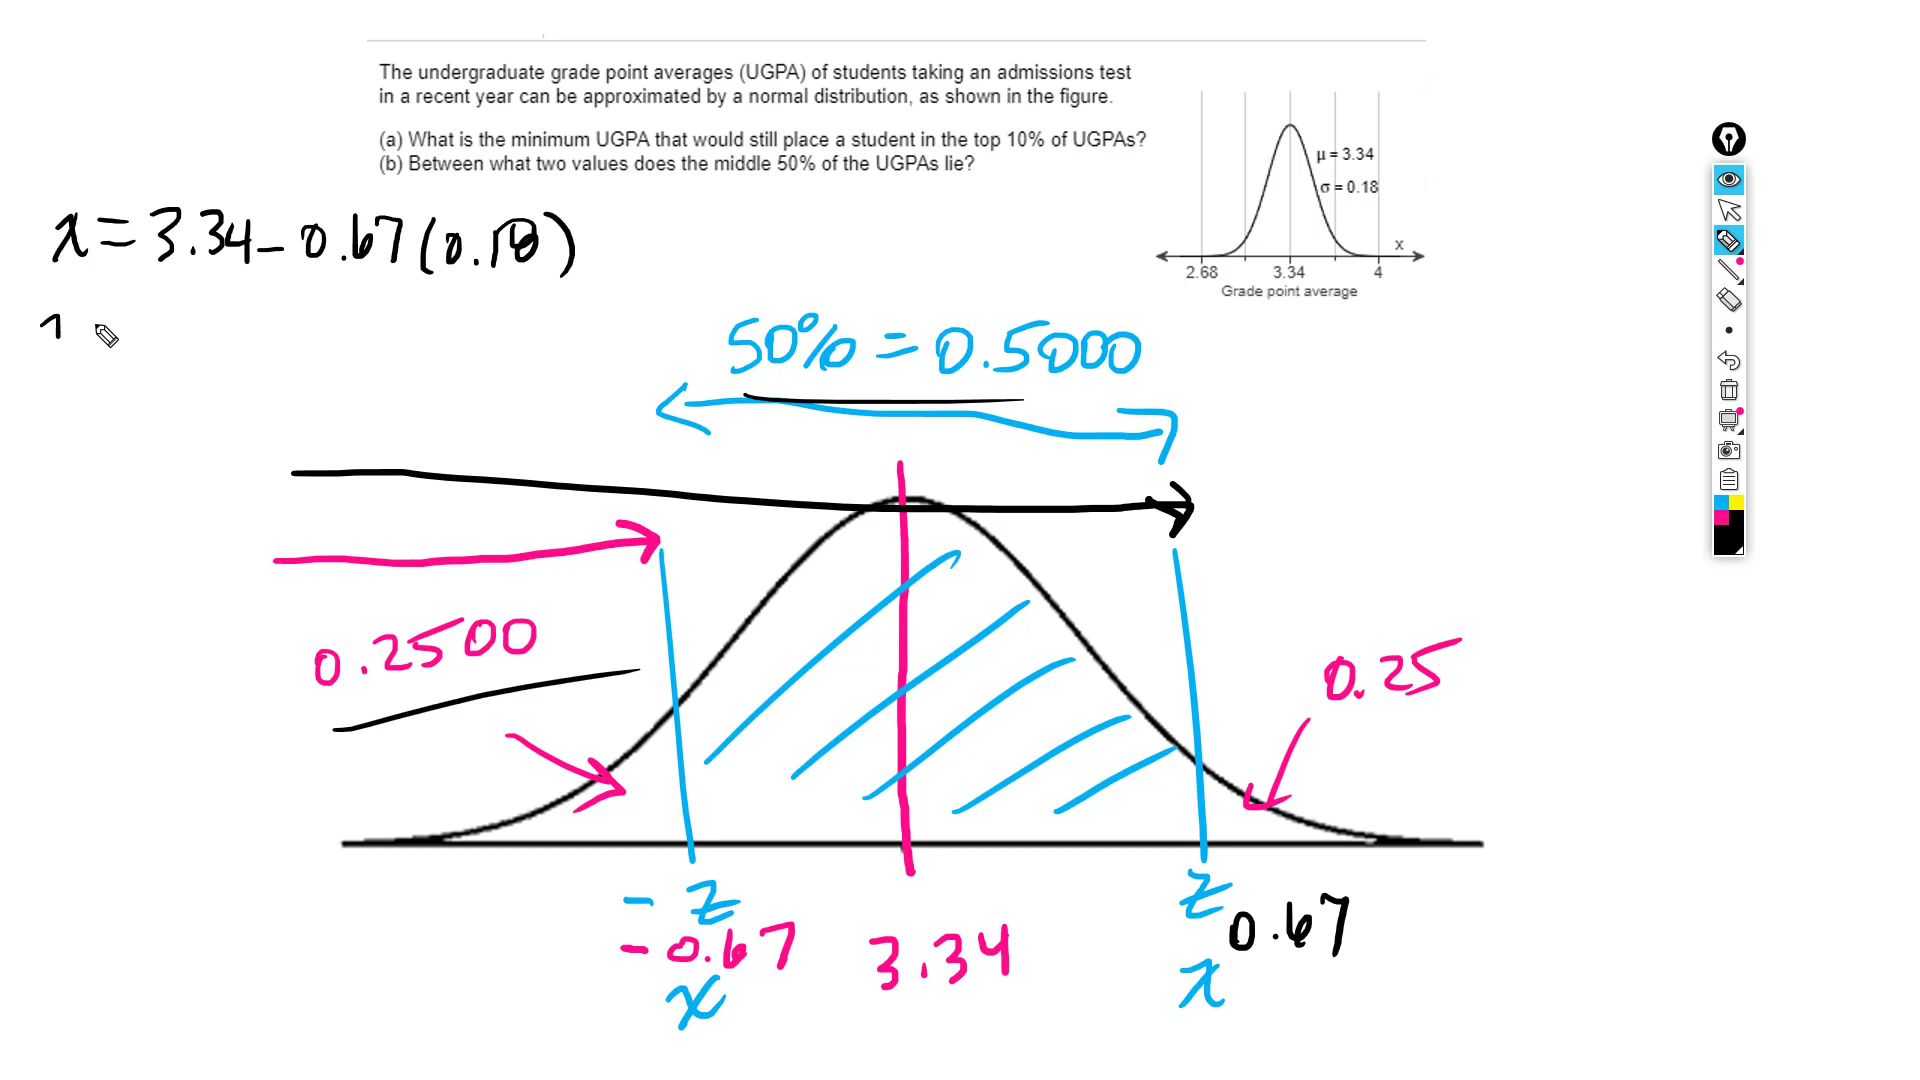 The undergraduate grade point averages (UGPA) of students taking an admissions test
in a recent year can be approximated by a normal distribution, as shown in the figure.
(a) What is the minimum UGPA that would still place a student in the top 10% of UGPAs?
(b) Between what two values does the middle 50% of the UGPAs lie?
μ = 3.34
σ = 0.18
x
2.68 3.34 4
Grade point average
x = 3.34 - 0.67 (0.18)
50% = 0.5000
0.2500
0.25
- z
z
- 0.67
3.34
0.67
x
x